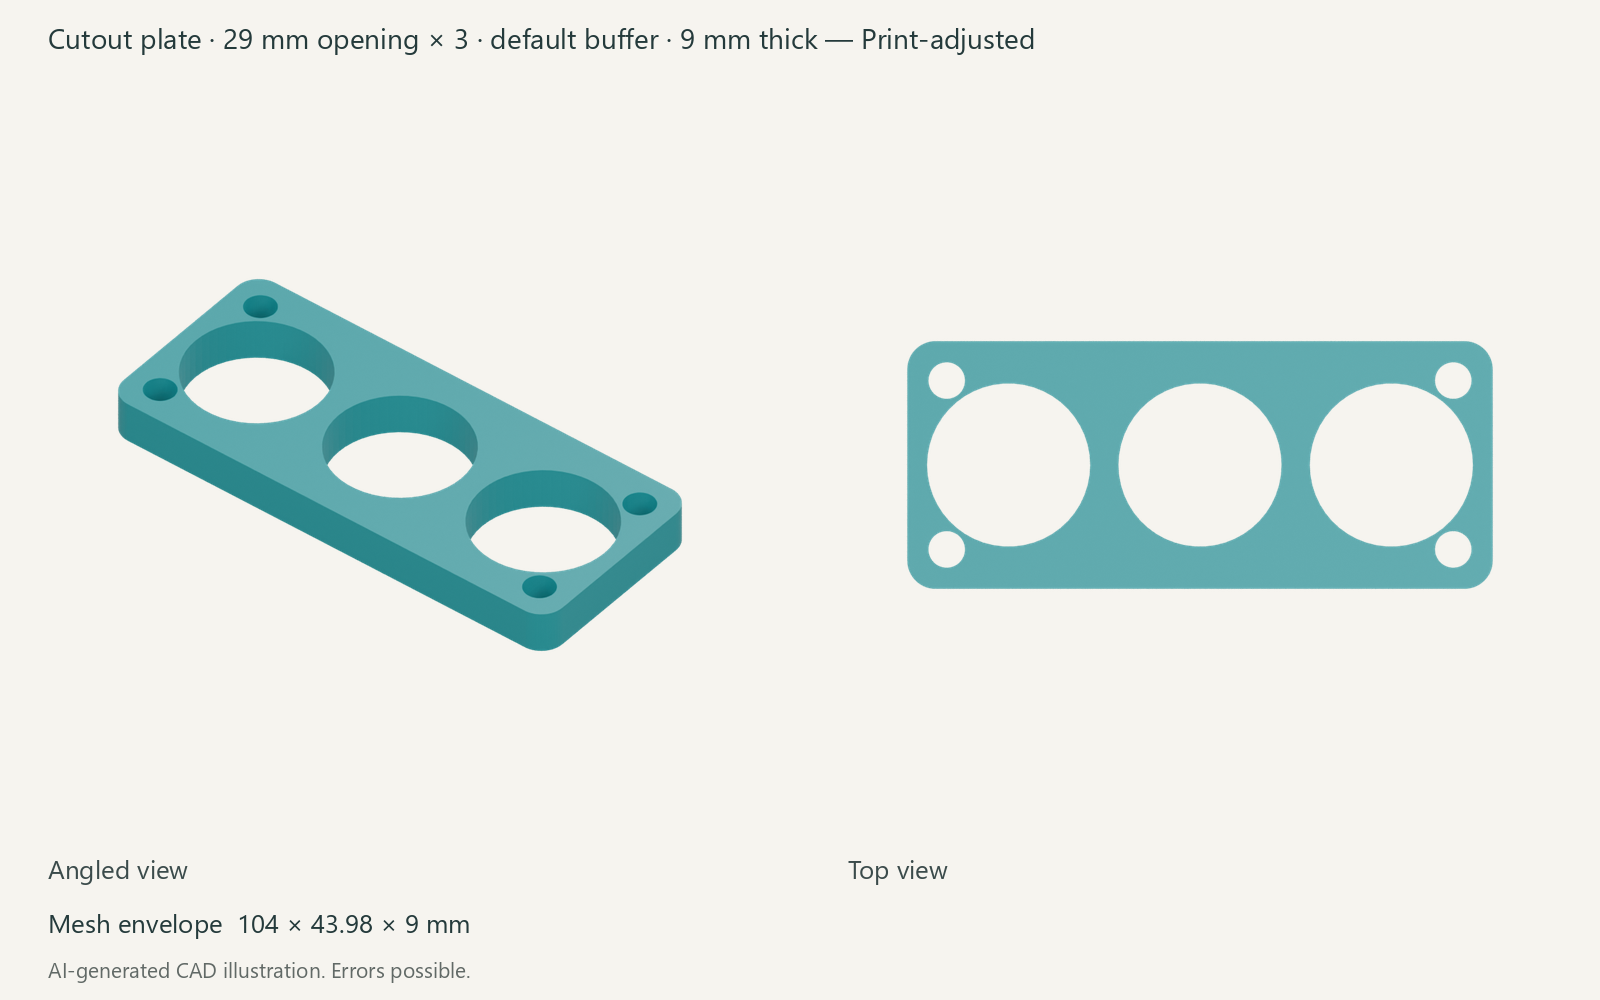 Cutout plate · 29 mm opening × 3 · default buffer · 9 mm thick — Print-adjusted
Angled view
Top view
Mesh envelope  104 × 43.98 × 9 mm
AI-generated CAD illustration. Errors possible.